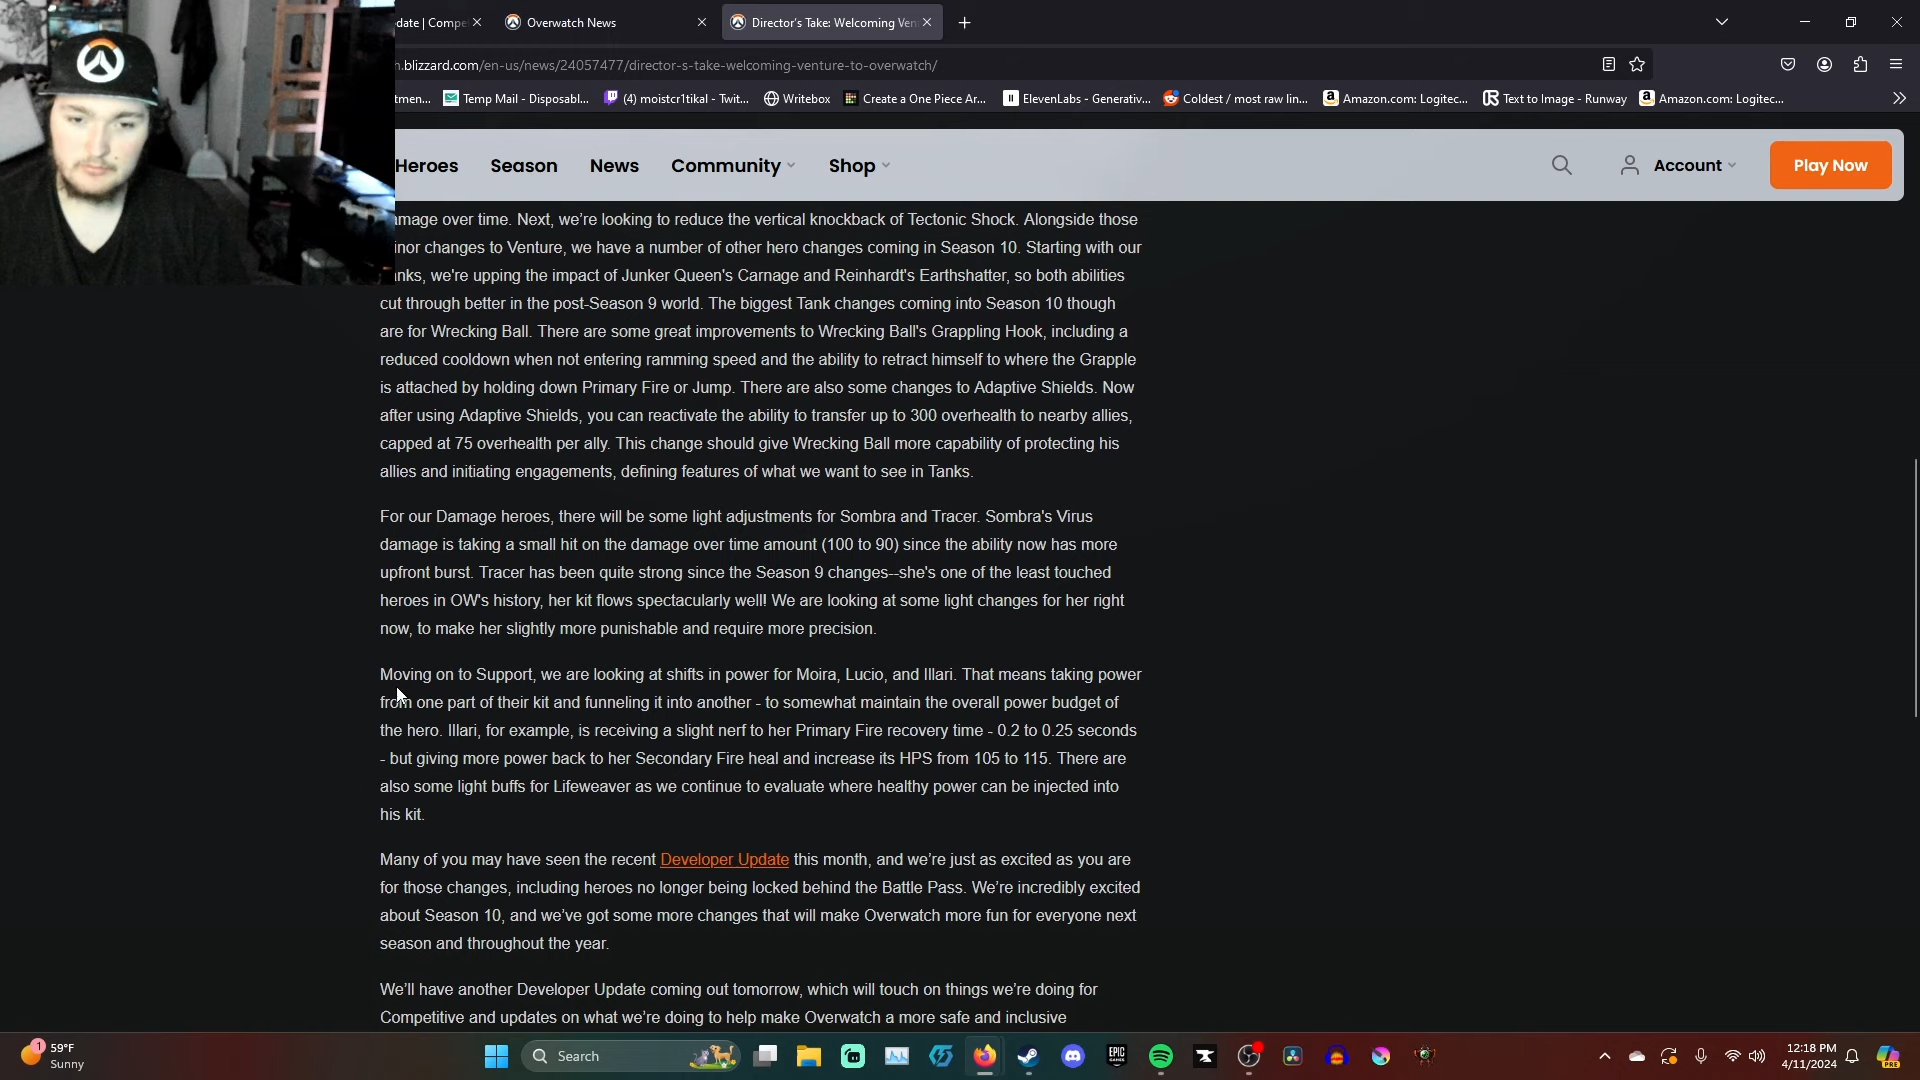 date | Compe
Overwatch News
Director's Take: Welcoming Ven
.blizzard.com/en-us/news/24057477/director-s-take-welcoming-venture-to-overwatch/
tmen...
Temp Mail - Disposabl...
(4) moistcr1tikal - Twit...
Writebox
Create a One Piece Ar...
ElevenLabs - Generativ...
Coldest / most raw lin...
Amazon.com: Logitec...
Text to Image - Runway
Amazon.com: Logitec...
Heroes
Season
News
Community
Shop
Account
Play Now
amage over time. Next, we're looking to reduce the vertical knockback of Tectonic Shock. Alongside those
inor changes to Venture, we have a number of other hero changes coming in Season 10. Starting with our
nks, we're upping the impact of Junker Queen's Carnage and Reinhardt's Earthshatter, so both abilities
cut through better in the post-Season 9 world. The biggest Tank changes coming into Season 10 though
are for Wrecking Ball. There are some great improvements to Wrecking Ball's Grappling Hook, including a
reduced cooldown when not entering ramming speed and the ability to retract himself to where the Grapple
is attached by holding down Primary Fire or Jump. There are also some changes to Adaptive Shields. Now
after using Adaptive Shields, you can reactivate the ability to transfer up to 300 overhealth to nearby allies,
capped at 75 overhealth per ally. This change should give Wrecking Ball more capability of protecting his
allies and initiating engagements, defining features of what we want to see in Tanks.
For our Damage heroes, there will be some light adjustments for Sombra and Tracer. Sombra's Virus
damage is taking a small hit on the damage over time amount (100 to 90) since the ability now has more
upfront burst. Tracer has been quite strong since the Season 9 changes--she's one of the least touched
heroes in OW's history, her kit flows spectacularly well! We are looking at some light changes for her right
now, to make her slightly more punishable and require more precision.
Moving on to Support, we are looking at shifts in power for Moira, Lucio, and Illari. That means taking power
from one part of their kit and funneling it into another - to somewhat maintain the overall power budget of
the hero. Illari, for example, is receiving a slight nerf to her Primary Fire recovery time - 0.2 to 0.25 seconds
- but giving more power back to her Secondary Fire heal and increase its HPS from 105 to 115. There are
also some light buffs for Lifeweaver as we continue to evaluate where healthy power can be injected into
his kit.
Many of you may have seen the recent Developer Update this month, and we're just as excited as you are
for those changes, including heroes no longer being locked behind the Battle Pass. We're incredibly excited
about Season 10, and we've got some more changes that will make Overwatch more fun for everyone next
season and throughout the year.
We'll have another Developer Update coming out tomorrow, which will touch on things we're doing for
Competitive and updates on what we're doing to help make Overwatch a more safe and inclusive
1
59°F
Sunny
Search
EPIC GAMES
12:18 PM
4/11/2024
PRE